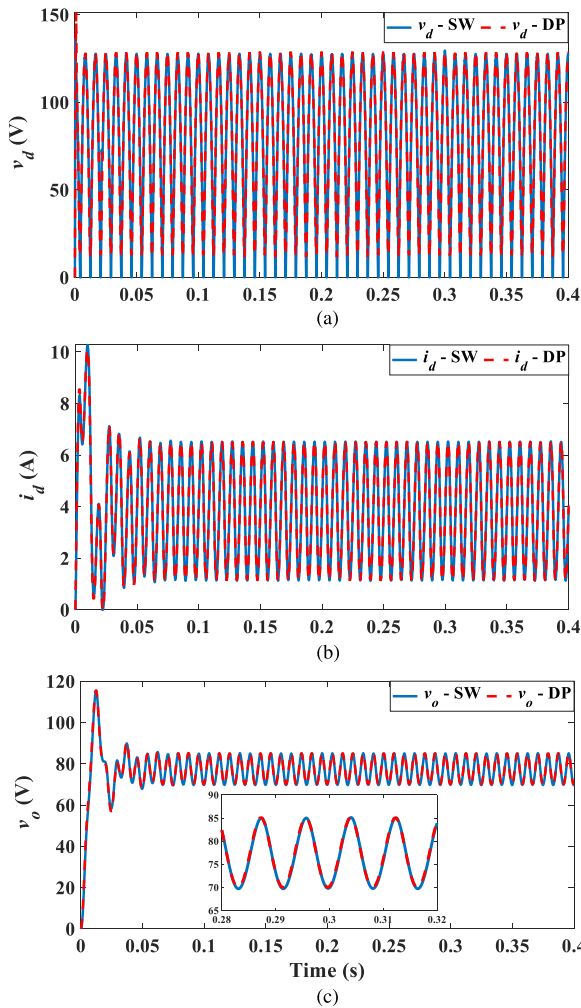 v_d - SW v_d - DP
150
100
50
0
v_d (V)
0 0.05 0.1 0.15 0.2 0.25 0.3 0.35 0.4
(a)
i_d - SW i_d - DP
10
8
6
4
2
0
i_d (A)
0 0.05 0.1 0.15 0.2 0.25 0.3 0.35 0.4
(b)
v_o - SW v_o - DP
120
100
80
60
40
20
0
v_o (V)
90
85
80
75
70
65
0.28 0.29 0.3 0.31 0.32
0 0.05 0.1 0.15 0.2 0.25 0.3 0.35 0.4
Time (s)
(c)